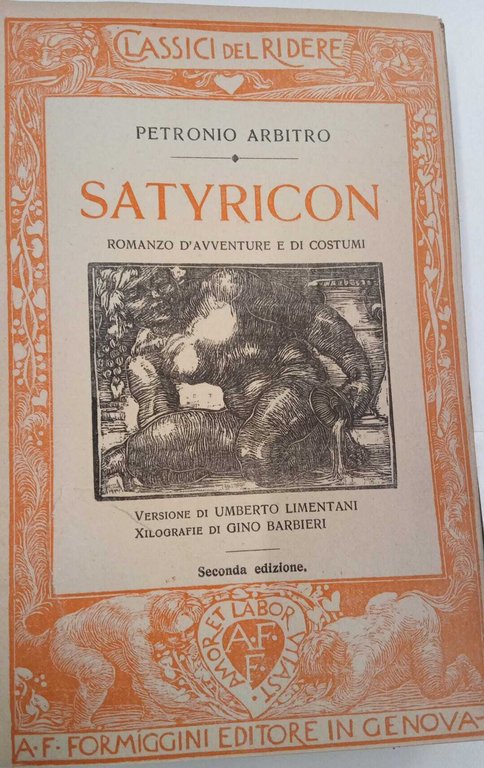 CLASSICI DEL RIDERE
PETRONIO ARBITRO
SATYRICON
ROMANZO D'AVVENTURE E DI COSTUMI
VERSIONE DI UMBERTO LIMENTANI
XILOGRAFIE DI GINO BARBIERI
Seconda edizione.
AMOR ET LABOR VITAST
A.F.
F.
A.F. FORMÍGGINI EDITORE IN GENOVA